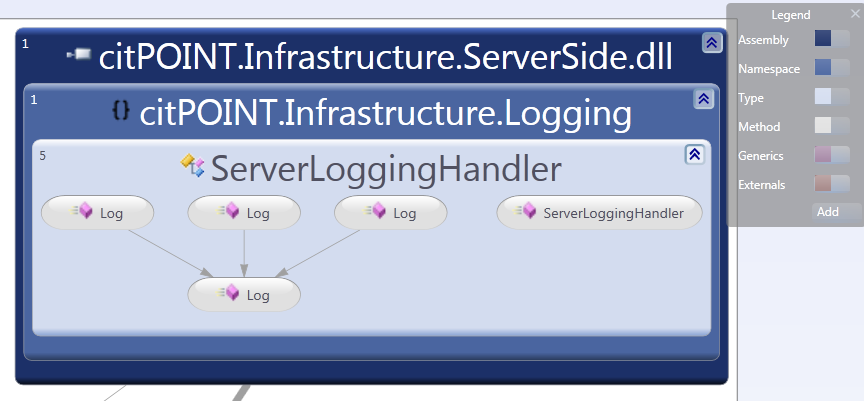 1
citPOINT.Infrastructure.ServerSide.dll
1
{} citPOINT.Infrastructure.Logging
5
ServerLoggingHandler
Log Log Log ServerLoggingHandler
Log
Legend
Assembly
Namespace
Type
Method
Generics
Externals
Add